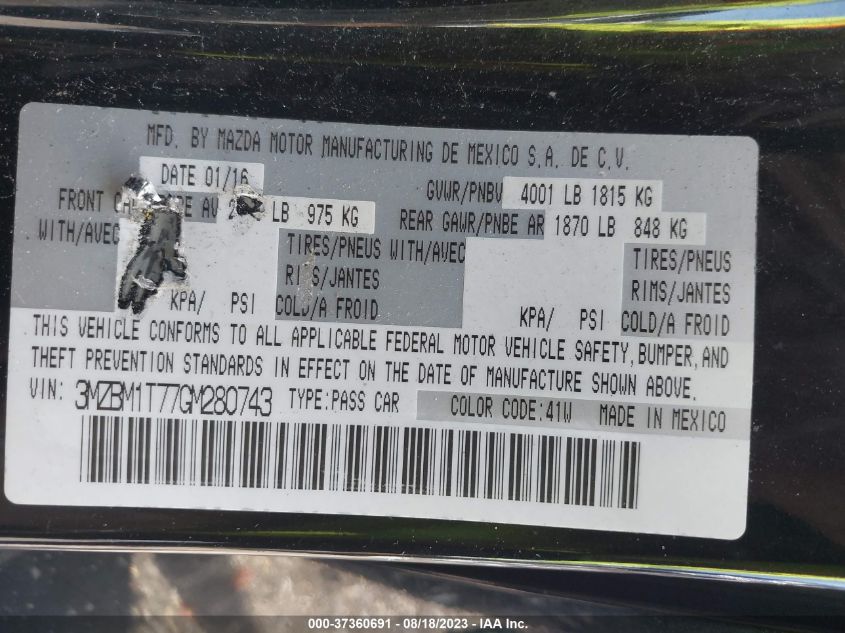 MFD. BY MAZDA MOTOR MANUFACTURING DE MEXICO S.A. DE C.V.
DATE 01/16 GVWR/PNBV 4001 LB 1815 KG
FRONT AV LB 975 KG REAR GAWR/PNBE AR 1870 LB 848 KG
WITH/AVEC TIRES/PNEUS WITH/AVEC TIRES/PNEUS
RIMS/JANTES RIMS/JANTES
KPA/ PSI COLD/A FROID KPA/ PSI COLD/A FROID
THIS VEHICLE CONFORMS TO ALL APPLICABLE FEDERAL MOTOR VEHICLE SAFETY, BUMPER, AND
THEFT PREVENTION STANDARDS IN EFFECT ON THE DATE OF MANUFACTURE SHOWN ABOVE.
VIN: 3MZBM1T77GM280743 TYPE:PASS CAR COLOR CODE:41W MADE IN MEXICO
000-37360691 - 08/18/2023 - IAA Inc.